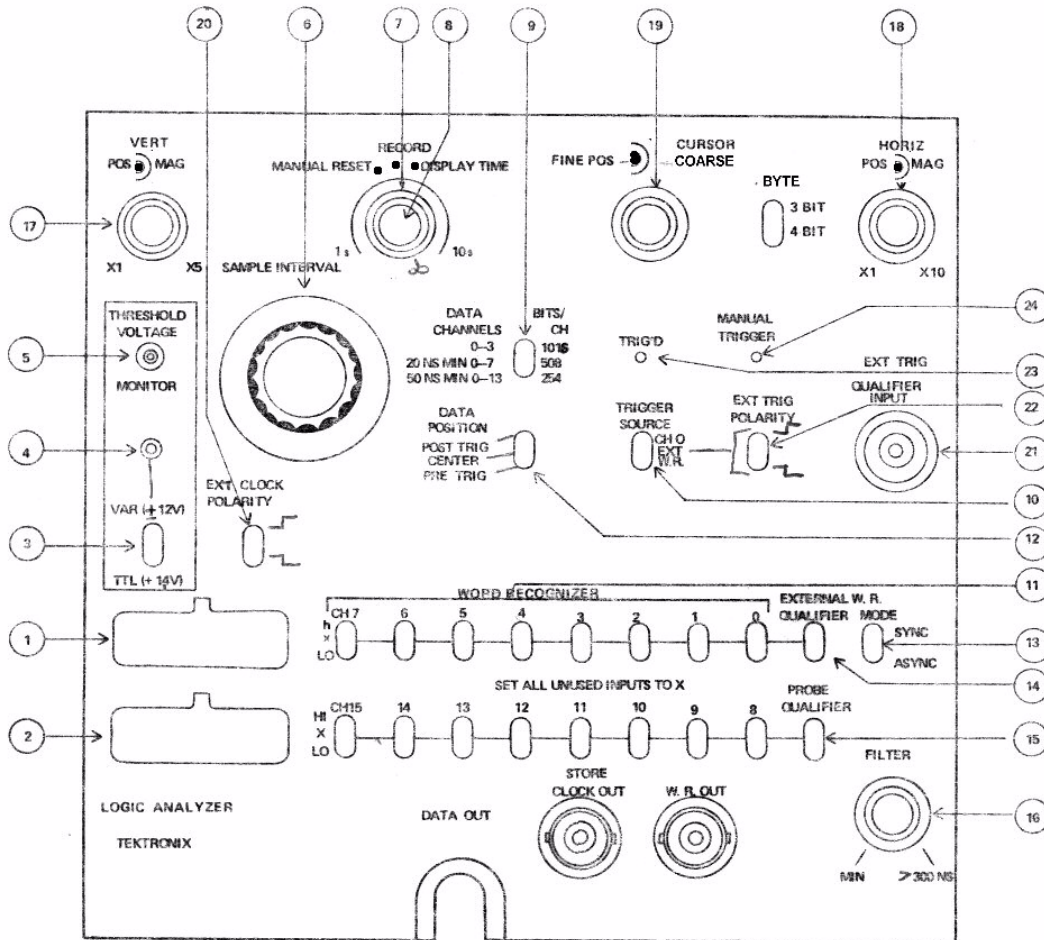 20
6
7
8
9
19
18
VERT
POS MAG
X1 X5
RECORD
MANUAL RESET DISPLAY TIME
1s 10s
CURSOR
FINE POS COARSE
BYTE
3 BIT
4 BIT
HORIZ
POS MAG
X1 X10
17
SAMPLE INTERVAL
THRESHOLD
VOLTAGE
5
MONITOR
4
VAR (± 12V)
3
TTL (+ 14V)
EXT CLOCK
POLARITY
DATA BITS/
CHANNELS CH
0–3 1016
20 NS MIN 0–7 508
50 NS MIN 0–13 254
DATA
POSITION
POST TRIG
CENTER
PRE TRIG
TRIG'D
MANUAL
TRIGGER
EXT TRIG
QUALIFIER
INPUT
TRIGGER
SOURCE
CH O
EXT
W.R.
EXT TRIG
POLARITY
24
23
22
21
10
12
11
WORD RECOGNIZER
EXTERNAL W. R.
QUALIFIER MODE
1
CH 7 6 5 4 3 2 1 0
h
x
LO
SYNC
ASYNC
13
14
SET ALL UNUSED INPUTS TO X
PROBE
QUALIFIER
2
CH15 14 13 12 11 10 9 8
HI
X
LO
15
FILTER
16
MIN >300 NS
STORE
CLOCK OUT
W. R. OUT
DATA OUT
LOGIC ANALYZER
TEKTRONIX